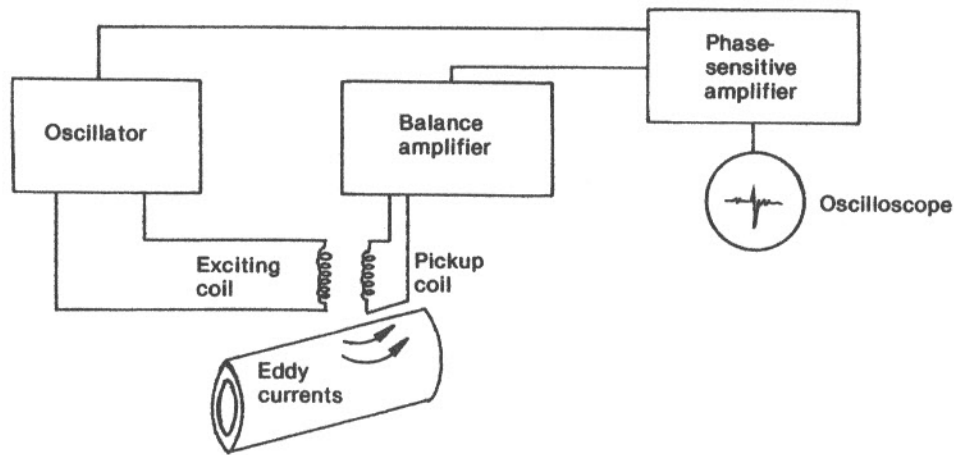 Phase-
sensitive
amplifier
Oscillator
Balance
amplifier
Oscilloscope
Exciting
coil
Pickup
coil
Eddy
currents